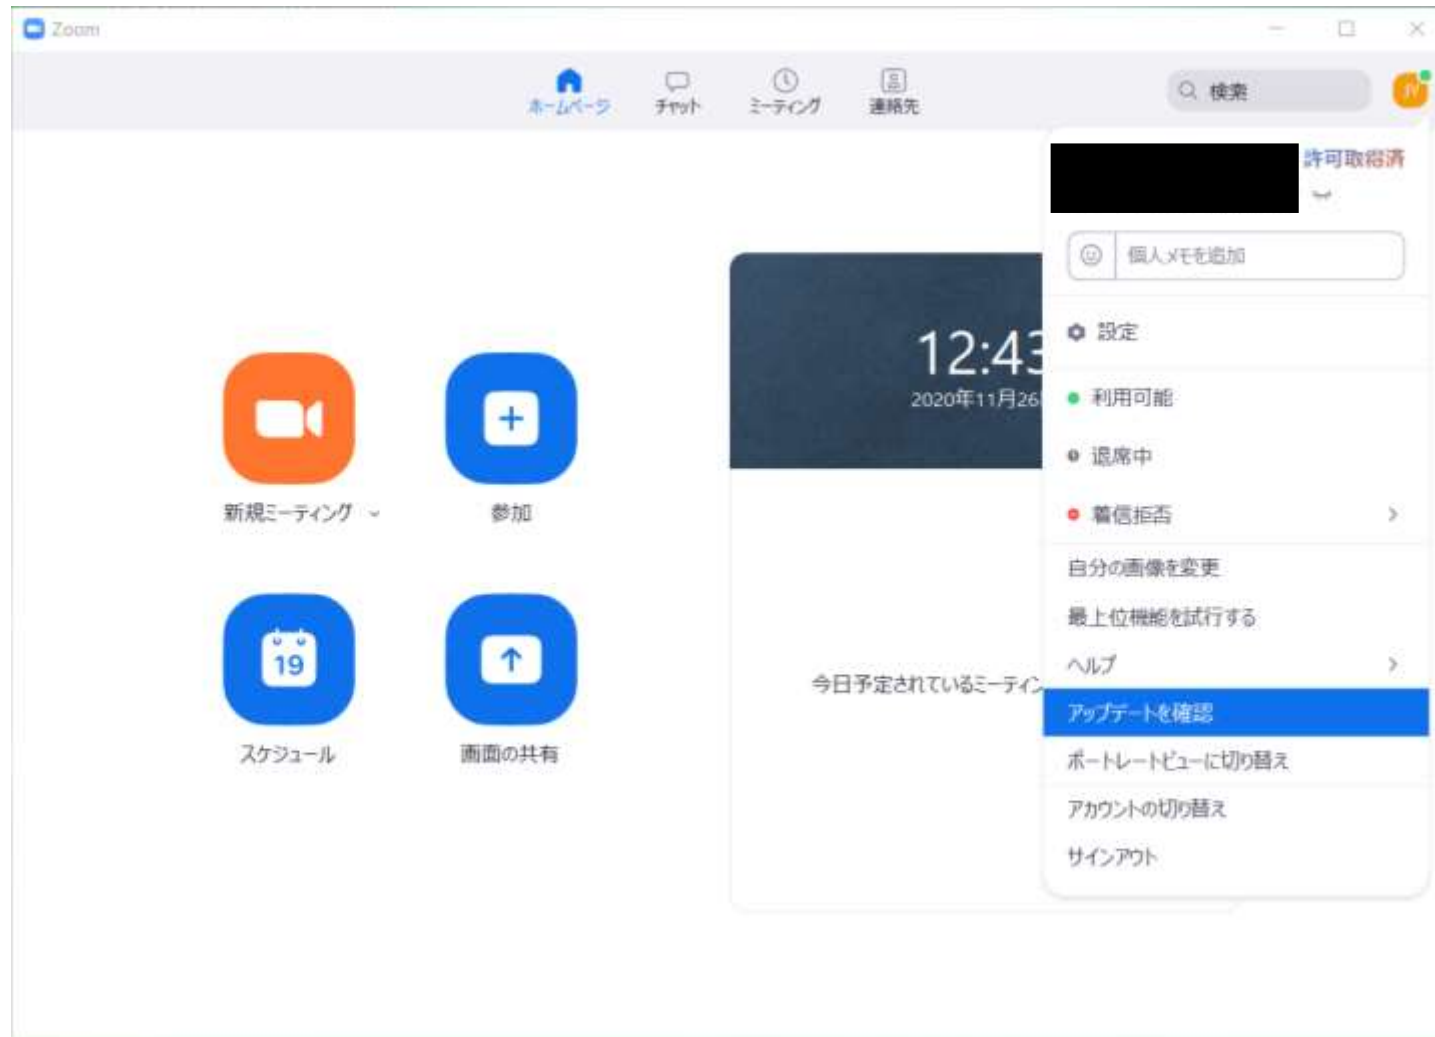 Zoom
ホームページ
チャット
ミーティング
連絡先
検索
許可取得済
個人メモを追加
設定
利用可能
退席中
着信拒否
自分の画像を変更
最上位機能を試行する
ヘルプ
アップデートを確認
ポートレートビューに切り替え
アカウントの切り替え
サインアウト
12:43
2020年11月26
今日予定されているミーティン
新規ミーティング
参加
19
スケジュール
画面の共有